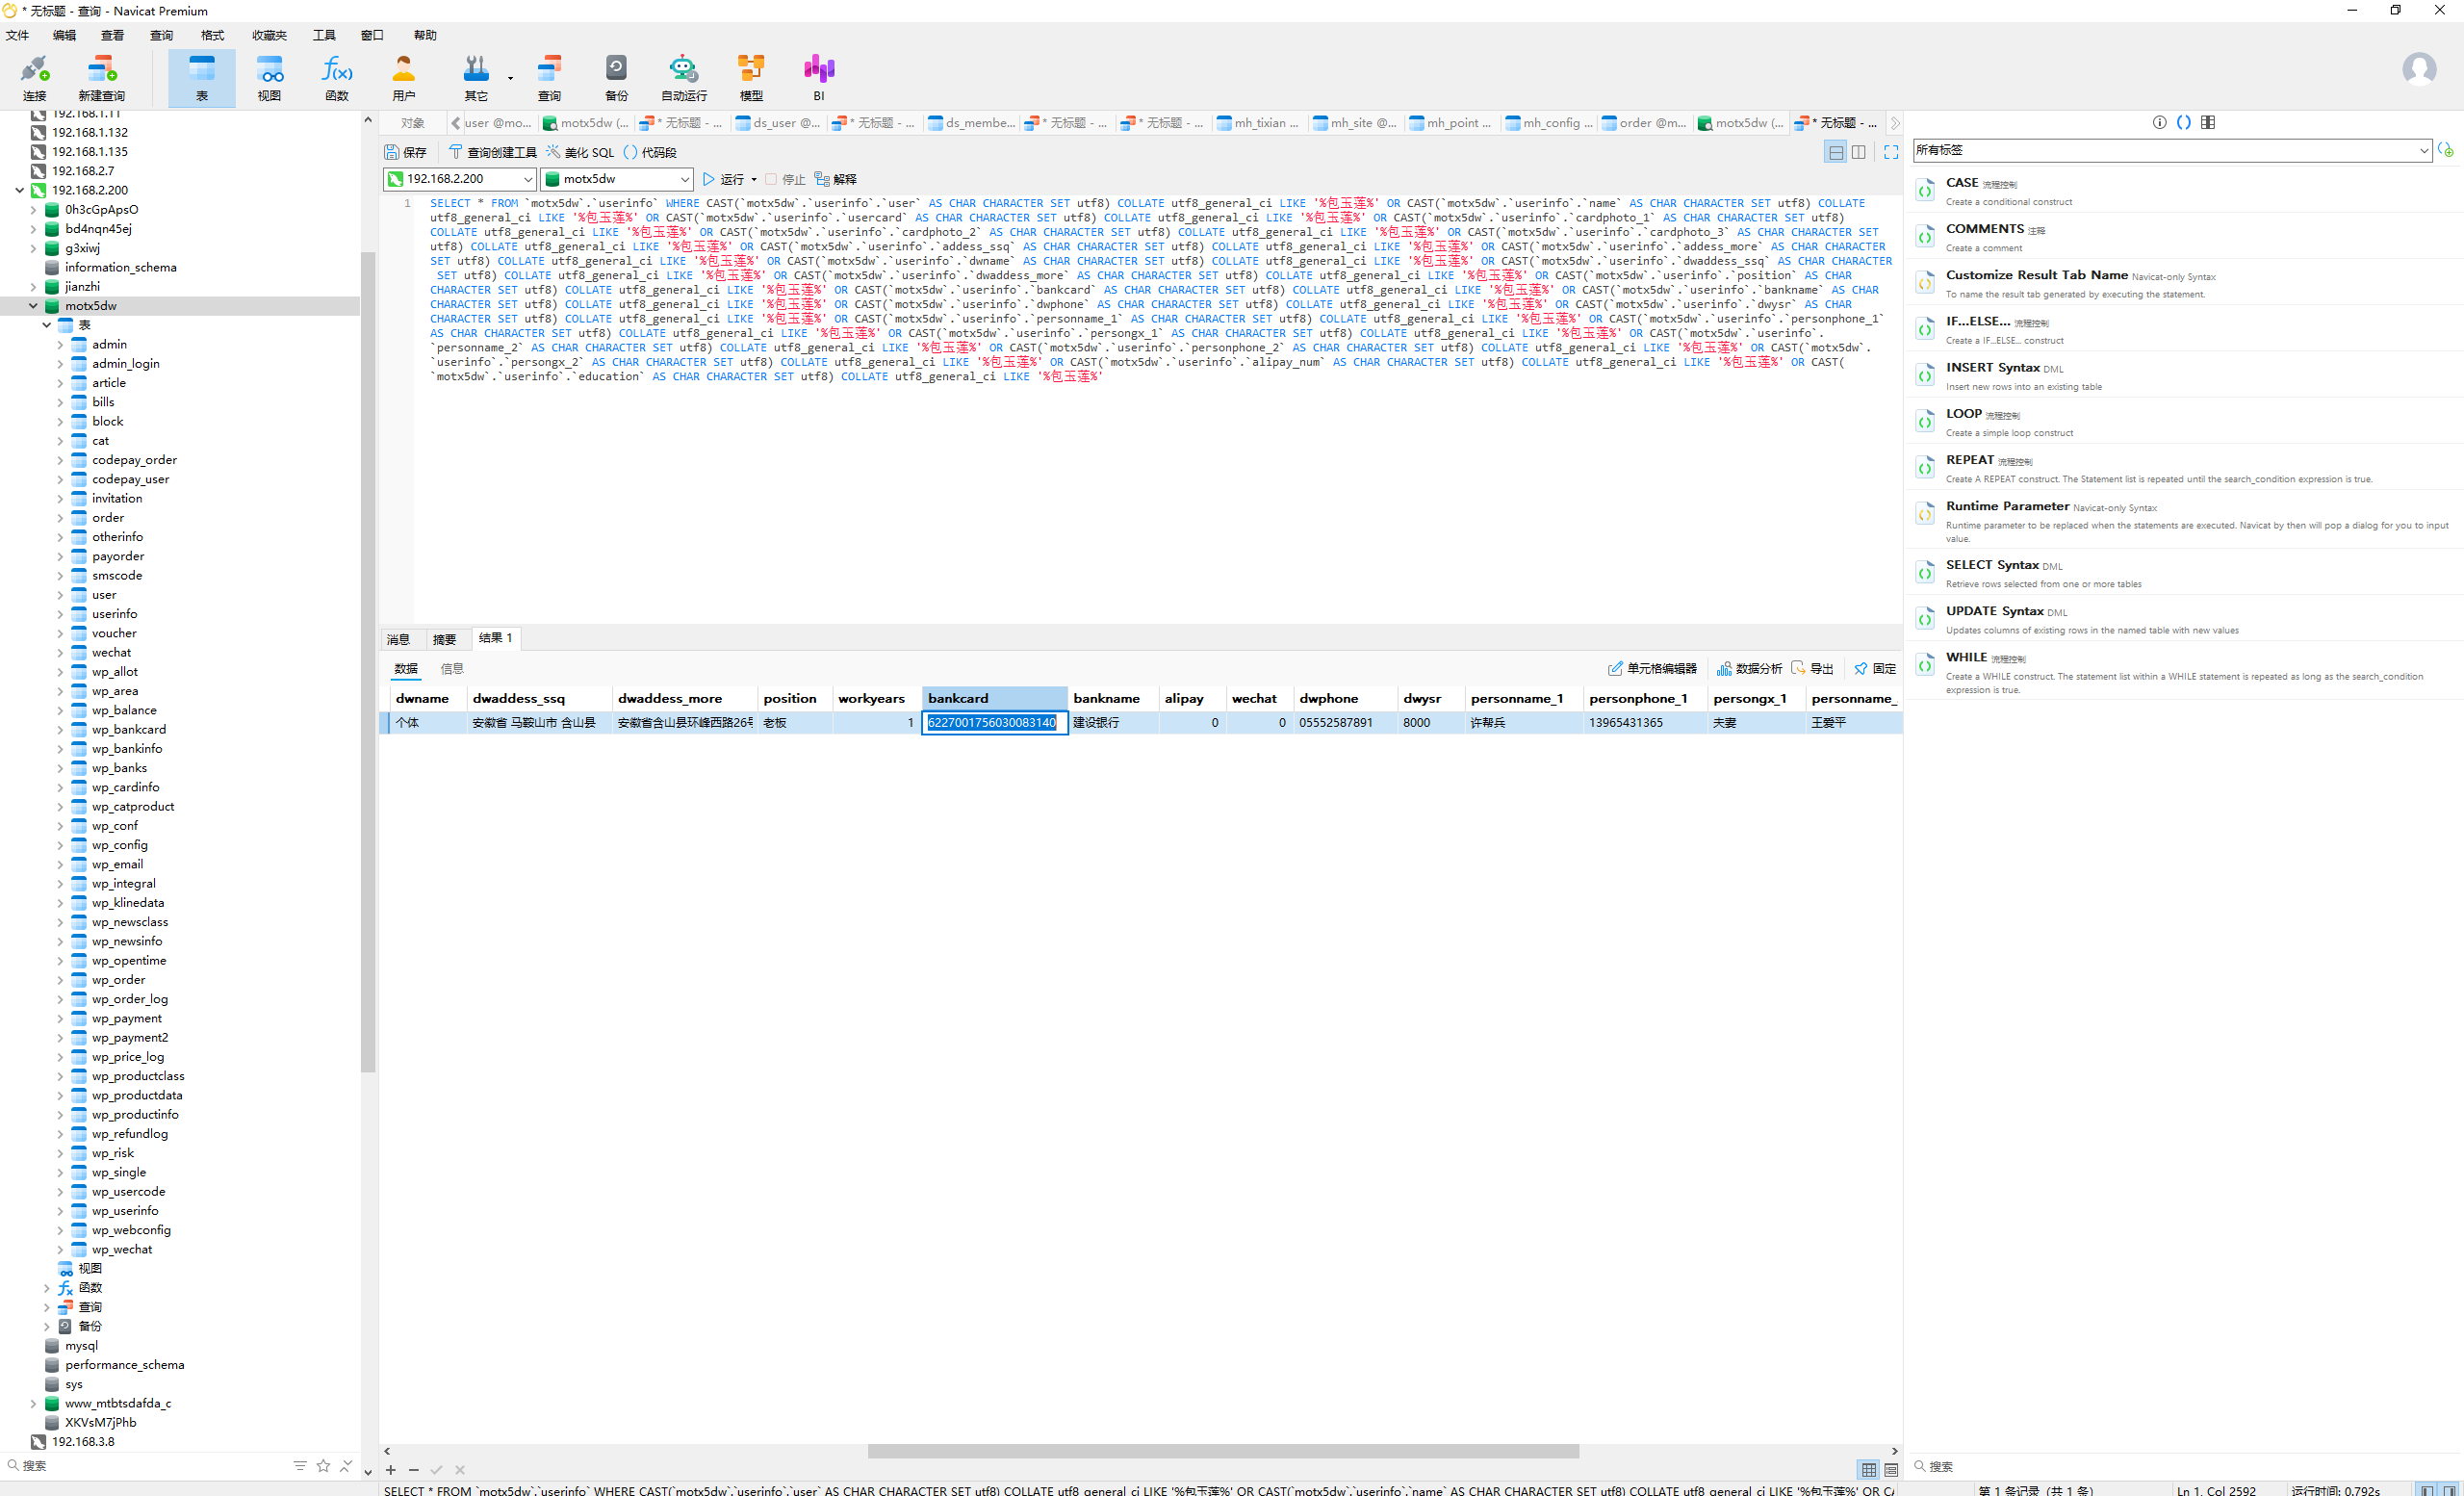 * 无标题 - 查询 - Navicat Premium
文件 编辑 查看 查询 格式 收藏夹 工具 窗口 帮助
连接 新建查询 表 视图 函数 用户 其它 查询 备份 自动运行 模型 BI
192.168.1.11
192.168.1.132
192.168.1.135
192.168.2.7
192.168.2.200
0h3cGpApsO
bd4nqn45ej
g3xiwj
information_schema
jianzhi
motx5dw
表
admin
admin_login
article
bills
block
cat
codepay_order
codepay_user
invitation
order
otherinfo
payorder
smscode
user
userinfo
voucher
wechat
wp_allot
wp_area
wp_balance
wp_bankcard
wp_bankinfo
wp_banks
wp_cardinfo
wp_catproduct
wp_conf
wp_config
wp_email
wp_integral
wp_klinedata
wp_newsclass
wp_newsinfo
wp_opentime
wp_order
wp_order_log
wp_payment
wp_payment2
wp_price_log
wp_productclass
wp_productdata
wp_productinfo
wp_refundlog
wp_risk
wp_single
wp_usercode
wp_userinfo
wp_webconfig
wp_wechat
视图
函数
查询
备份
mysql
performance_schema
sys
www_mtbtsdafda_c
XKVsM7jPhb
192.168.3.8
搜索
对象 user @mo... motx5dw (... * 无标题 - ... ds_user @... * 无标题 - ... ds_membe... * 无标题 - ... * 无标题 - ... mh_tixian ... mh_site @... mh_point ... mh_config ... order @m... motx5dw (... * 无标题 - ...
保存 查询创建工具 美化 SQL 代码段
192.168.2.200 motx5dw 运行 停止 解释
1 SELECT * FROM `motx5dw`.`userinfo` WHERE CAST(`motx5dw`.`userinfo`.`user` AS CHAR CHARACTER SET utf8) COLLATE utf8_general_ci LIKE '%包玉莲%' OR CAST(`motx5dw`.`userinfo`.`name` AS CHAR CHARACTER SET utf8) COLLATE
utf8_general_ci LIKE '%包玉莲%' OR CAST(`motx5dw`.`userinfo`.`usercard` AS CHAR CHARACTER SET utf8) COLLATE utf8_general_ci LIKE '%包玉莲%' OR CAST(`motx5dw`.`userinfo`.`cardphoto_1` AS CHAR CHARACTER SET utf8)
COLLATE utf8_general_ci LIKE '%包玉莲%' OR CAST(`motx5dw`.`userinfo`.`cardphoto_2` AS CHAR CHARACTER SET utf8) COLLATE utf8_general_ci LIKE '%包玉莲%' OR CAST(`motx5dw`.`userinfo`.`cardphoto_3` AS CHAR CHARACTER SET
utf8) COLLATE utf8_general_ci LIKE '%包玉莲%' OR CAST(`motx5dw`.`userinfo`.`addess_ssq` AS CHAR CHARACTER SET utf8) COLLATE utf8_general_ci LIKE '%包玉莲%' OR CAST(`motx5dw`.`userinfo`.`addess_more` AS CHAR CHARACTER
SET utf8) COLLATE utf8_general_ci LIKE '%包玉莲%' OR CAST(`motx5dw`.`userinfo`.`dwname` AS CHAR CHARACTER SET utf8) COLLATE utf8_general_ci LIKE '%包玉莲%' OR CAST(`motx5dw`.`userinfo`.`dwaddess_ssq` AS CHAR CHARACTER
SET utf8) COLLATE utf8_general_ci LIKE '%包玉莲%' OR CAST(`motx5dw`.`userinfo`.`dwaddess_more` AS CHAR CHARACTER SET utf8) COLLATE utf8_general_ci LIKE '%包玉莲%' OR CAST(`motx5dw`.`userinfo`.`position` AS CHAR
CHARACTER SET utf8) COLLATE utf8_general_ci LIKE '%包玉莲%' OR CAST(`motx5dw`.`userinfo`.`bankcard` AS CHAR CHARACTER SET utf8) COLLATE utf8_general_ci LIKE '%包玉莲%' OR CAST(`motx5dw`.`userinfo`.`bankname` AS CHAR
CHARACTER SET utf8) COLLATE utf8_general_ci LIKE '%包玉莲%' OR CAST(`motx5dw`.`userinfo`.`dwphone` AS CHAR CHARACTER SET utf8) COLLATE utf8_general_ci LIKE '%包玉莲%' OR CAST(`motx5dw`.`userinfo`.`dwysr` AS CHAR
CHARACTER SET utf8) COLLATE utf8_general_ci LIKE '%包玉莲%' OR CAST(`motx5dw`.`userinfo`.`personname_1` AS CHAR CHARACTER SET utf8) COLLATE utf8_general_ci LIKE '%包玉莲%' OR CAST(`motx5dw`.`userinfo`.`personphone_1`
AS CHAR CHARACTER SET utf8) COLLATE utf8_general_ci LIKE '%包玉莲%' OR CAST(`motx5dw`.`userinfo`.`persongx_1` AS CHAR CHARACTER SET utf8) COLLATE utf8_general_ci LIKE '%包玉莲%' OR CAST(`motx5dw`.`userinfo`.
`personname_2` AS CHAR CHARACTER SET utf8) COLLATE utf8_general_ci LIKE '%包玉莲%' OR CAST(`motx5dw`.`userinfo`.`personphone_2` AS CHAR CHARACTER SET utf8) COLLATE utf8_general_ci LIKE '%包玉莲%' OR CAST(`motx5dw`.
`userinfo`.`persongx_2` AS CHAR CHARACTER SET utf8) COLLATE utf8_general_ci LIKE '%包玉莲%' OR CAST(`motx5dw`.`userinfo`.`alipay_num` AS CHAR CHARACTER SET utf8) COLLATE utf8_general_ci LIKE '%包玉莲%' OR CAST(
`motx5dw`.`userinfo`.`education` AS CHAR CHARACTER SET utf8) COLLATE utf8_general_ci LIKE '%包玉莲%'
消息 摘要 结果 1
数据 信息 单元格编辑器 数据分析 导出 固定
dwname dwaddess_ssq dwaddess_more position workyears bankcard bankname alipay wechat dwphone dwysr personname_1 personphone_1 persongx_1 personname_
个体 安徽省 马鞍山市 含山县 安徽省含山县环峰西路26号 老板 1 6227001756030083140 建设银行 0 0 05552587891 8000 许帮兵 13965431365 夫妻 王爱平
所有标签
CASE 流程控制
Create a conditional construct
COMMENTS 注释
Create a comment
Customize Result Tab Name Navicat-only Syntax
To name the result tab generated by executing the statement.
IF...ELSE... 流程控制
Create a IF...ELSE... construct
INSERT Syntax DML
Insert new rows into an existing table
LOOP 流程控制
Create a simple loop construct
REPEAT 流程控制
Create A REPEAT construct. The Statement list is repeated until the search_condition expression is true.
Runtime Parameter Navicat-only Syntax
Runtime parameter to be replaced when the statements are executed. Navicat by then will pop a dialog for you to input
value.
SELECT Syntax DML
Retrieve rows selected from one or more tables
UPDATE Syntax DML
Updates columns of existing rows in the named table with new values
WHILE 流程控制
Create a WHILE construct. The statement list within a WHILE statement is repeated as long as the search_condition
expression is true.
搜索
SELECT * FROM `motx5dw`.`userinfo` WHERE CAST(`motx5dw`.`userinfo`.`user` AS CHAR CHARACTER SET utf8) COLLATE utf8_general_ci LIKE '%包玉莲%' OR CAST(`motx5dw`.`userinfo`.`name` AS CHAR CHARACTER SET utf8) COLLATE utf8_general_ci LIKE '%包玉莲%' OR CA
第 1 条记录 (共 1 条) Ln 1, Col 2592 运行时间: 0.792s